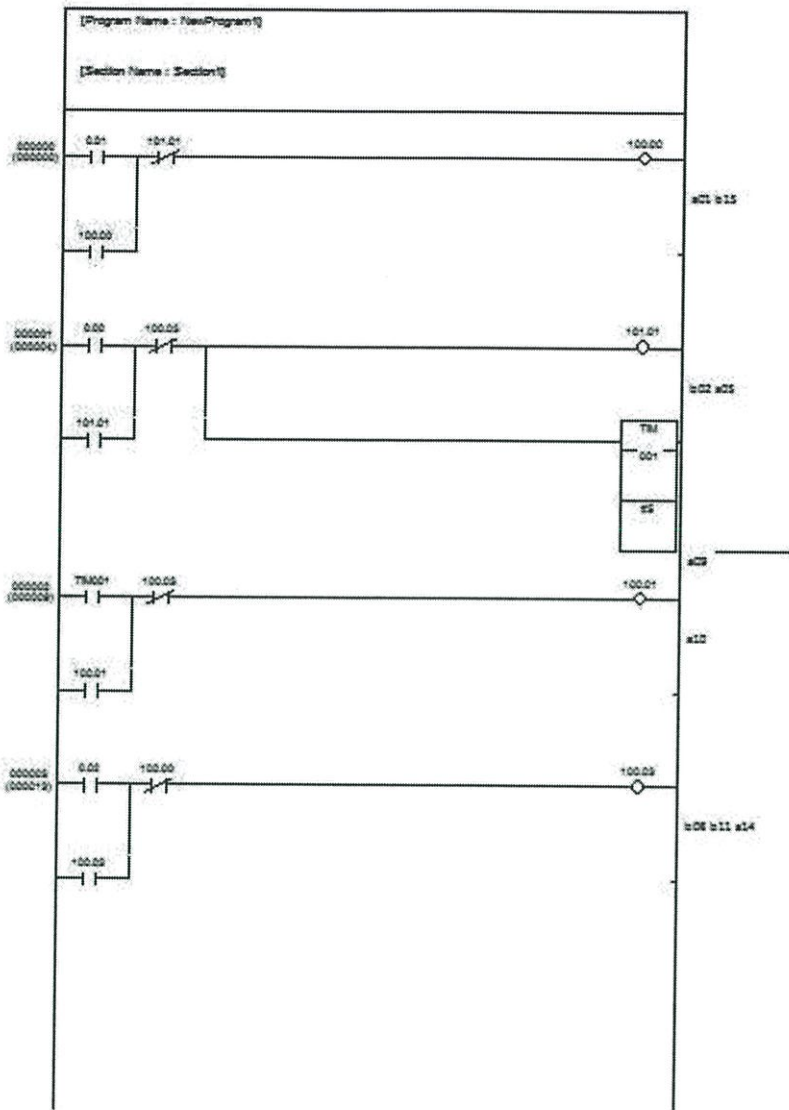 [Program Name : NewProgram1]
[Section Name : Section1]
000000
(000000)
0.01 101.01 100.00
a01 b15
100.00
000001
(000004)
0.00 100.03 101.01
b02 a05
101.01
TIM
001
a09
000002
(000009)
TIM001 100.03 100.01
a10
100.01
000003
(000013)
0.02 100.00 100.03
b06 b11 a14
100.03